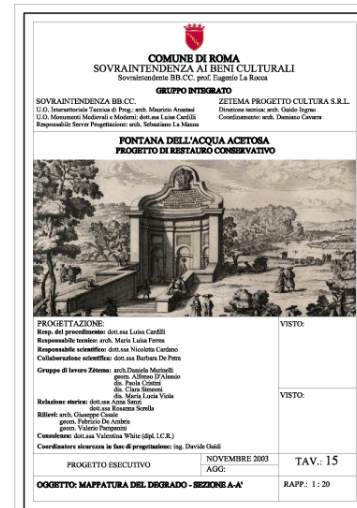 COMUNE DI ROMA
SOVRAINTENDENZA AI BENI CULTURALI
Sovraintendente BB.CC. prof. Eugenio La Rocca
GRUPPO INTEGRATO
SOVRAINTENDENZA BB.CC.
U.O. Intersettoriale Tecnica di Prog.: arch. Maurizio Anastasi
U.O. Monumenti Medievali e Moderni: dott.ssa Luisa Cardilli
Responsabile Server Progettazione: arch. Sebastiano La Manna
ZETEMA PROGETTO CULTURA S.R.L.
Direzione tecnica: arch. Guido Ingrao
Coordinamento: arch. Damiano Cavarra
FONTANA DELL'ACQUA ACETOSA
PROGETTO DI RESTAURO CONSERVATIVO
PROGETTAZIONE:
Resp. del procedimento: dott.ssa Luisa Cardilli
Responsabile tecnico: arch. Maria Luisa Ferrea
Responsabile scientifico: dott.ssa Nicoletta Cardano
Collaborazione scientifica: dott.ssa Barbara De Petra
Gruppo di lavoro Zètema: arch.Daniela Marinelli
geom. Alfonso D'Alessio
dis. Paola Cristini
dis. Clara Simeoni
dis. Maria Lucia Viola
Relazione storica: dott.ssa Anna Sanzi
dott.ssa Rosanna Sorella
Rilievi: arch. Giuseppe Casale
geom. Fabrizio De Ambris
geom. Valerio Pampanini
Consulenza: dott.ssa Valentina White (dipl. I.C.R.)
Coordinatore sicurezza in fase di progettazione: ing. Davide Guidi
VISTO:
VISTO:
PROGETTO ESECUTIVO
NOVEMBRE 2003
AGG:
TAV.: 15
OGGETTO: MAPPATURA DEL DEGRADO - SEZIONE A-A'
RAPP.: 1 : 20